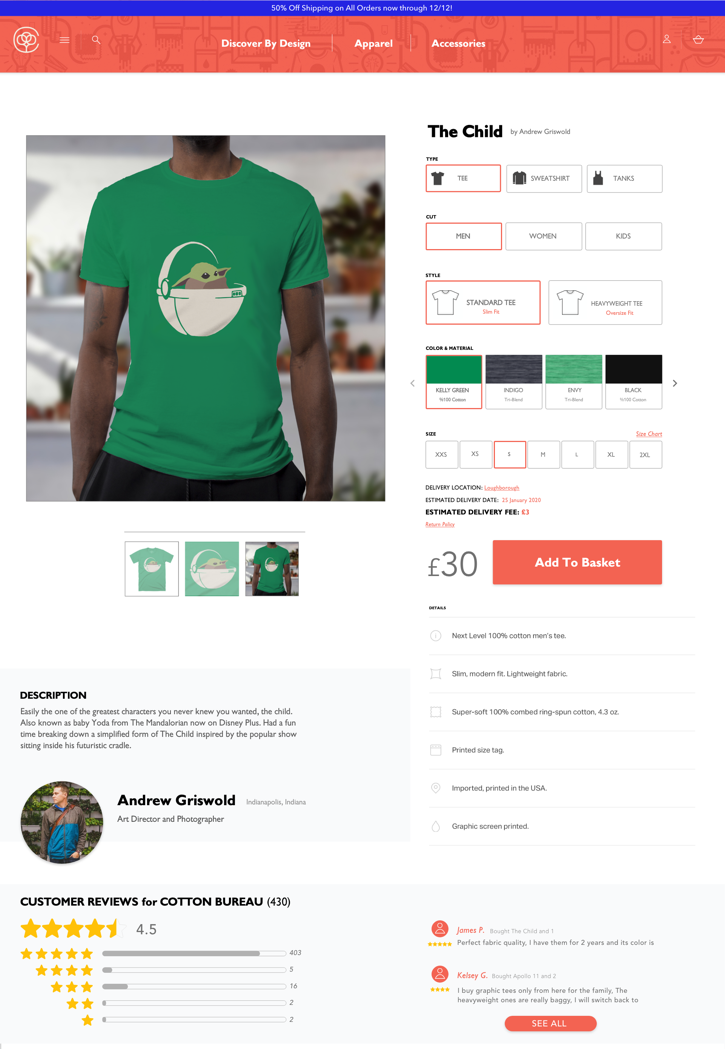 50% Off Shipping on All Orders now through 12/12!
Discover By Design
Apparel
Accessories
The Child
by Andrew Griswold
TYPE
TEE
SWEATSHIRT
TANKS
CUT
MEN
WOMEN
KIDS
STYLE
STANDARD TEE
Slim Fit
HEAVYWEIGHT TEE
Oversize Fit
COLOR & MATERIAL
KELLY GREEN
%100 Cotton
INDIGO
Tri-Blend
ENVY
Tri-Blend
BLACK
%100 Cotton
SIZE
Size Chart
XXS
XS
S
M
L
XL
2XL
DELIVERY LOCATION: Loughborough
ESTIMATED DELIVERY DATE: 25 January 2020
ESTIMATED DELIVERY FEE: £3
Return Policy
£30
Add To Basket
DETAILS
Next Level 100% cotton men's tee.
Slim, modern fit. Lightweight fabric.
Super-soft 100% combed ring-spun cotton, 4.3 oz.
Printed size tag.
Imported, printed in the USA.
Graphic screen printed.
DESCRIPTION
Easily the one of the greatest characters you never knew you wanted, the child.
Also known as baby Yoda from The Mandalorian now on Disney Plus. Had a fun
time breaking down a simplified form of The Child inspired by the popular show
sitting inside his futuristic cradle.
Andrew Griswold
Indianapolis, Indiana
Art Director and Photographer
CUSTOMER REVIEWS for COTTON BUREAU (430)
4.5
403
5
16
2
2
James P. Bought The Child and 1
Perfect fabric quality, I have them for 2 years and its color is
Kelsey G. Bought Apollo 11 and 2
I buy graphic tees only from here for the family, The
heavyweight ones are really baggy, I will switch back to
SEE ALL